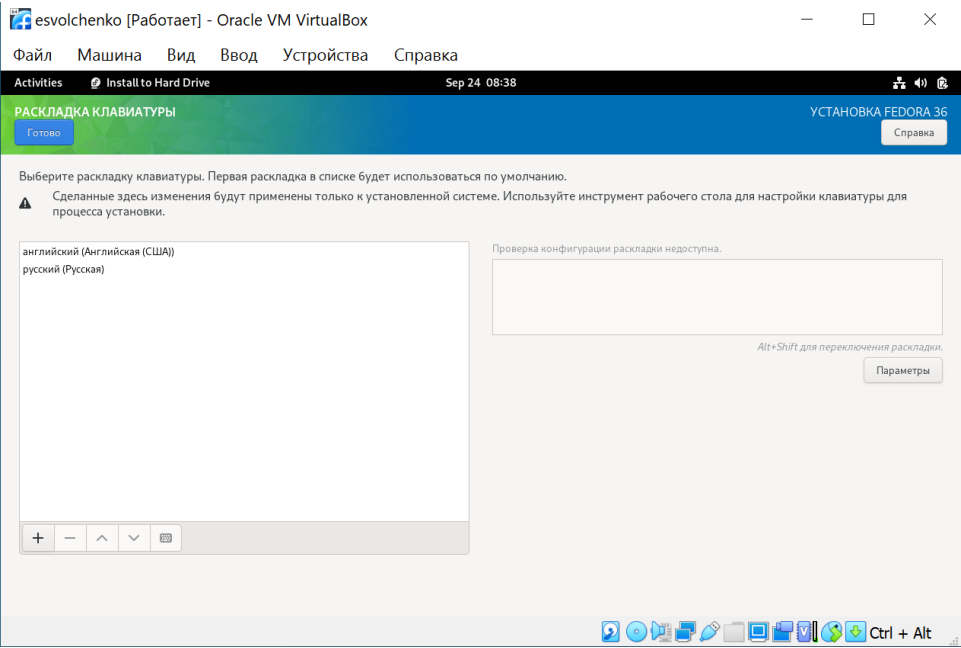 esvolchenko [Работает] - Oracle VM VirtualBox
Файл Машина Вид Ввод Устройства Справка
Activities Install to Hard Drive Sep 24 08:38
РАСКЛАДКА КЛАВИАТУРЫ УСТАНОВКА FEDORA 36
Готово Справка
Выберите раскладку клавиатуры. Первая раскладка в списке будет использоваться по умолчанию.
Сделанные здесь изменения будут применены только к установленной системе. Используйте инструмент рабочего стола для настройки клавиатуры для
процесса установки.
английский (Английская (США))
русский (Русская)
Проверка конфигурации раскладки недоступна.
Alt+Shift для переключения раскладки.
Параметры
Ctrl + Alt